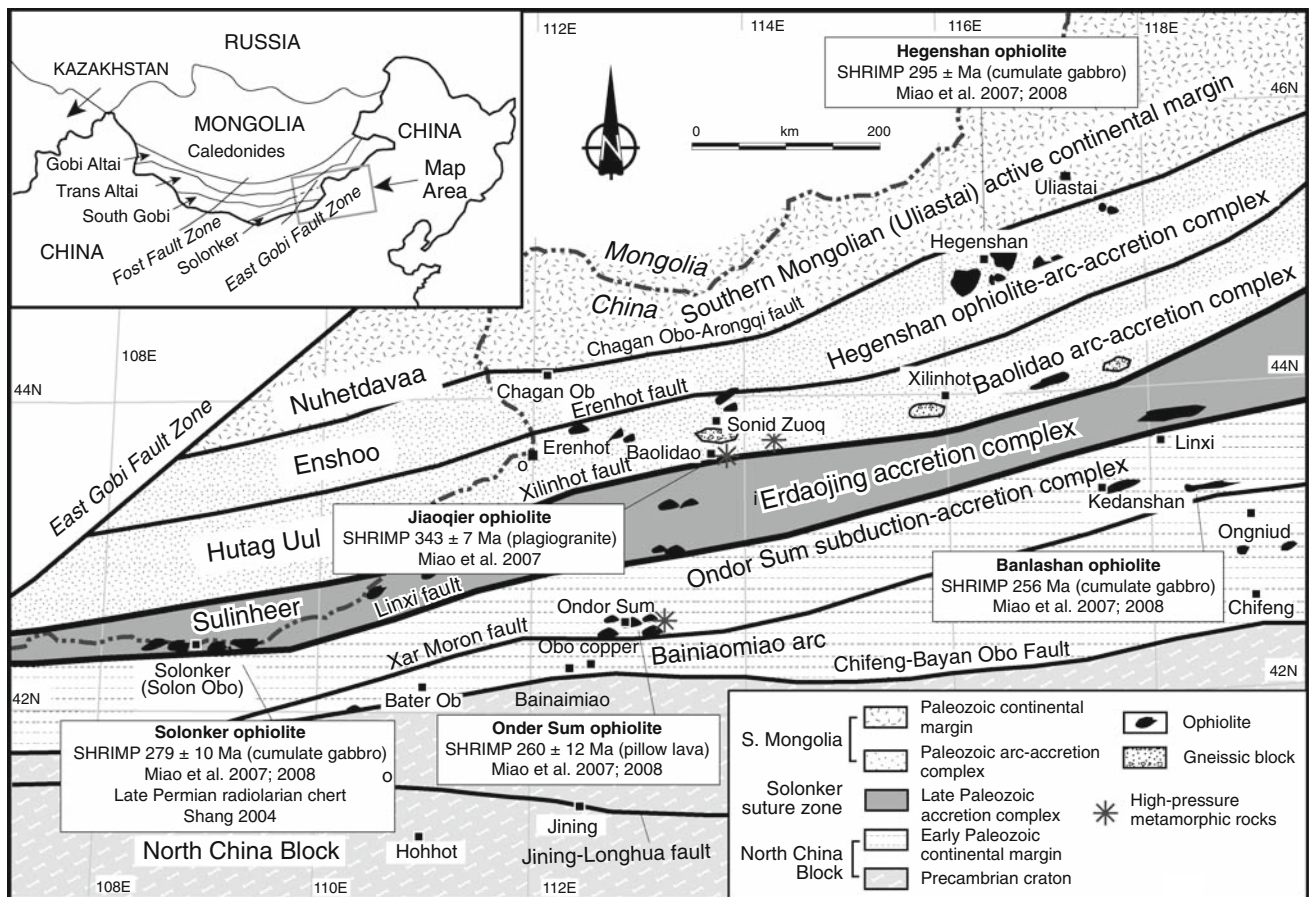 RUSSIA
KAZAKHSTAN
MONGOLIA
Caledonides
CHINA
Gobi Altai
Trans Altai
South Gobi
Map
Area
CHINA
Fost Fault Zone
Solonker
East Gobi Fault Zone
112E
114E
116E
118E
Hegenshan ophiolite
SHRIMP 295 ± Ma (cumulate gabbro)
Miao et al. 2007; 2008
46N
N
0
km
200
Mongolia
China
Southern Mongolian (Uliastai) active continental margin
Uliastai
Hegenshan
Chagan Obo-Arongqi fault
Hegenshan ophiolite-arc-accretion complex
108E
44N
East Gobi Fault Zone
Nuhetdavaa
Chagan Ob
Erenhot fault
Xilinhot
Baolidao arc-accretion complex
44N
Enshoo
Erenhot
o
Sonid Zuoq
Baolidao
Xilinhot fault
Erdaojing accretion complex
i
Linxi
Hutag Uul
Jiaoqier ophiolite
SHRIMP 343 ± 7 Ma (plagiogranite)
Miao et al. 2007
Kedanshan
Ongniud
Ondor Sum subduction-accretion complex
Banlashan ophiolite
SHRIMP 256 Ma (cumulate gabbro)
Miao et al. 2007; 2008
Chifeng
Sulinheer
Linxi fault
Solonker
(Solon Obo)
Xar Moron fault
Ondor Sum
Obo copper
Bainiaomiao arc
Chifeng-Bayan Obo Fault
42N
42N
Bater Ob
Bainaimiao
Solonker ophiolite
SHRIMP 279 ± 10 Ma (cumulate gabbro)
Miao et al. 2007; 2008
Late Permian radiolarian chert
Shang 2004
o
Onder Sum ophiolite
SHRIMP 260 ± 12 Ma (pillow lava)
Miao et al. 2007; 2008
Jining
Jining-Longhua fault
North China Block
Hohhot
108E
110E
112E
S. Mongolia
Paleozoic continental
margin
Paleozoic arc-accretion
complex
Solonker
suture zone
Late Paleozoic
accretion complex
North China
Block
Early Paleozoic
continental margin
Precambrian craton
Ophiolite
Gneissic block
High-pressure
metamorphic rocks